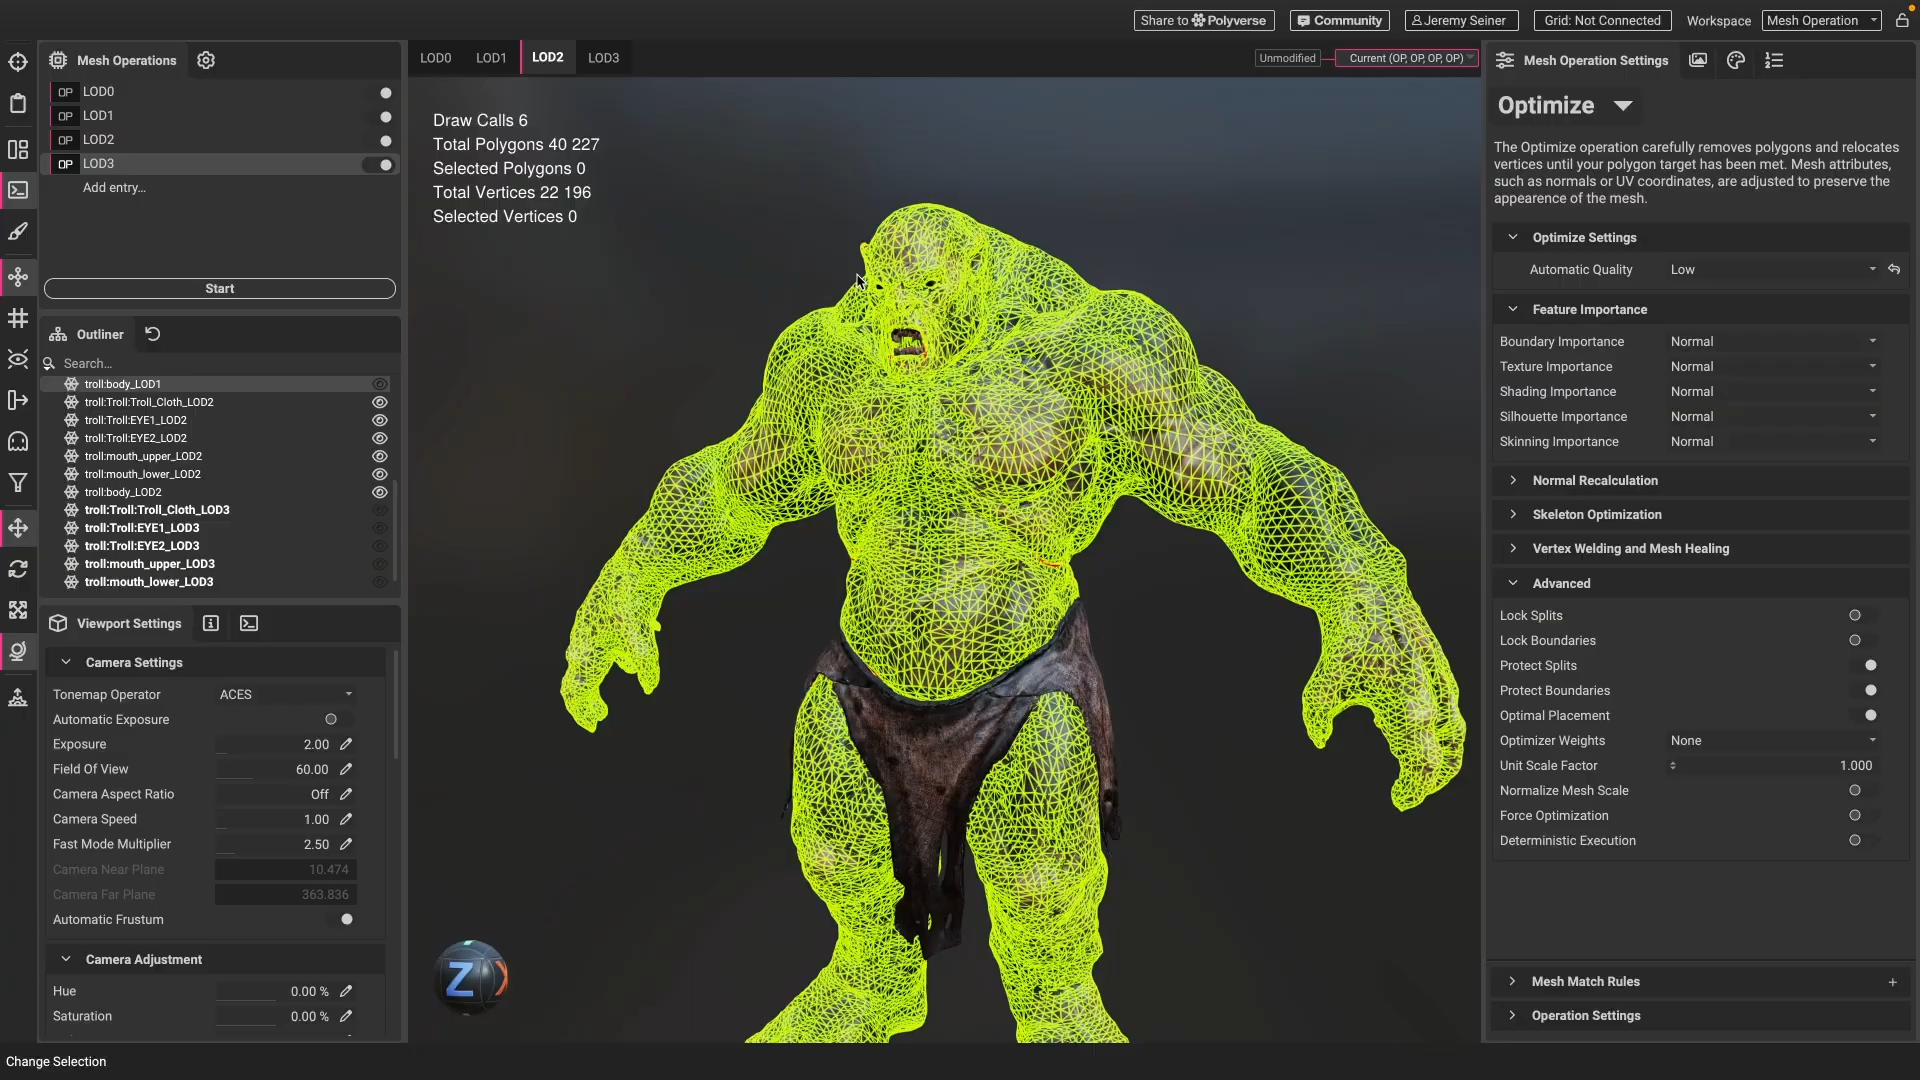 Share to Polyverse
Community
Jeremy Seiner
Grid: Not Connected
Workspace
Mesh Operation
Mesh Operations
OP LOD0
OP LOD1
OP LOD2
OP LOD3
Add entry...
Start
Outliner
Search...
troll:body_LOD1
troll:Troll:Troll_Cloth_LOD2
troll:Troll:EYE1_LOD2
troll:Troll:EYE2_LOD2
troll:mouth_upper_LOD2
troll:mouth_lower_LOD2
troll:body_LOD2
troll:Troll:Troll_Cloth_LOD3
troll:Troll:EYE1_LOD3
troll:Troll:EYE2_LOD3
troll:mouth_upper_LOD3
troll:mouth_lower_LOD3
Viewport Settings
Camera Settings
Tonemap Operator ACES
Automatic Exposure
Exposure 2.00
Field Of View 60.00
Camera Aspect Ratio Off
Camera Speed 1.00
Fast Mode Multiplier 2.50
Camera Near Plane 10.474
Camera Far Plane 363.836
Automatic Frustum
Camera Adjustment
Hue 0.00 %
Saturation 0.00 %
Change Selection
LOD0 LOD1 LOD2 LOD3
Unmodified
Current (OP, OP, OP, OP)
Draw Calls 6
Total Polygons 40 227
Selected Polygons 0
Total Vertices 22 196
Selected Vertices 0
Z
Mesh Operation Settings
Optimize
The Optimize operation carefully removes polygons and relocates
vertices until your polygon target has been met. Mesh attributes,
such as normals or UV coordinates, are adjusted to preserve the
appearence of the mesh.
Optimize Settings
Automatic Quality Low
Feature Importance
Boundary Importance Normal
Texture Importance Normal
Shading Importance Normal
Silhouette Importance Normal
Skinning Importance Normal
Normal Recalculation
Skeleton Optimization
Vertex Welding and Mesh Healing
Advanced
Lock Splits
Lock Boundaries
Protect Splits
Protect Boundaries
Optimal Placement
Optimizer Weights None
Unit Scale Factor 1.000
Normalize Mesh Scale
Force Optimization
Deterministic Execution
Mesh Match Rules
Operation Settings